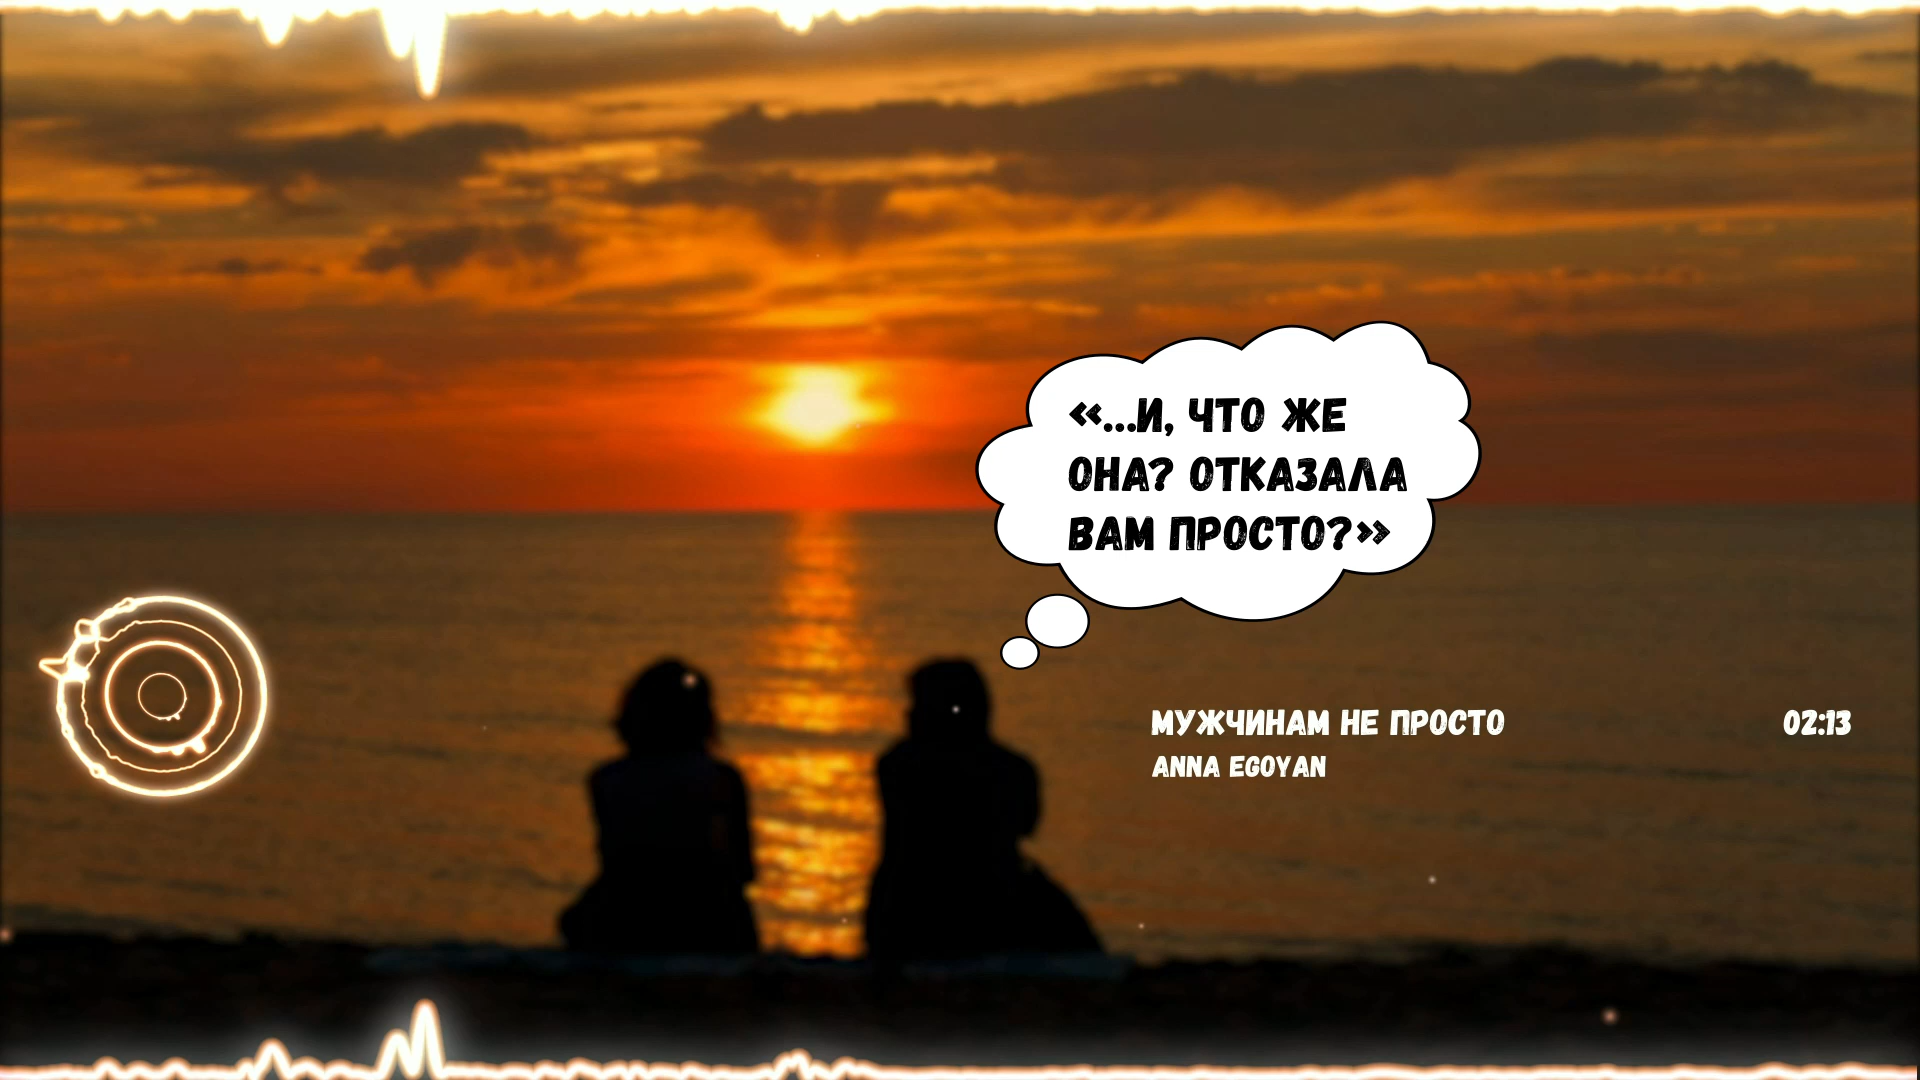 «...И, ЧТО ЖЕ
ОНА? ОТКАЗАЛА
ВАМ ПРОСТО?»
МУЖЧИНАМ НЕ ПРОСТО
02:13
ANNA EGOYAN